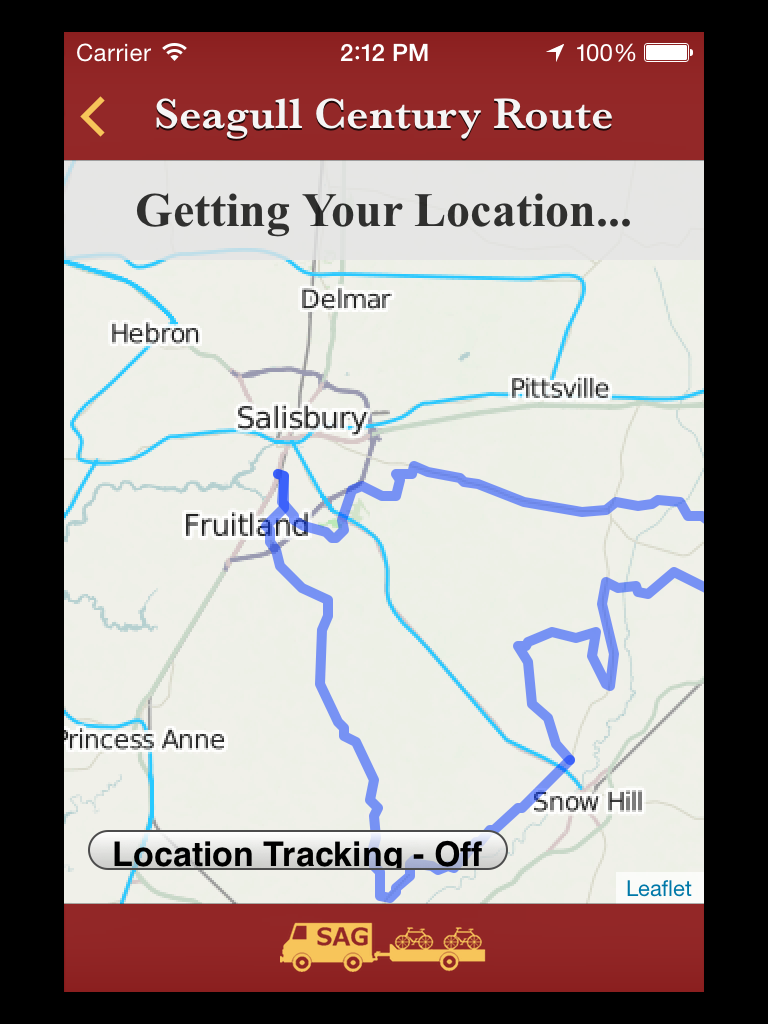 Carrier 2:12 PM 100%
Seagull Century Route
Getting Your Location...
Delmar
Hebron
Pittsville
Salisbury
Fruitland
Princess Anne
Snow Hill
Location Tracking - Off
Leaflet
SAG